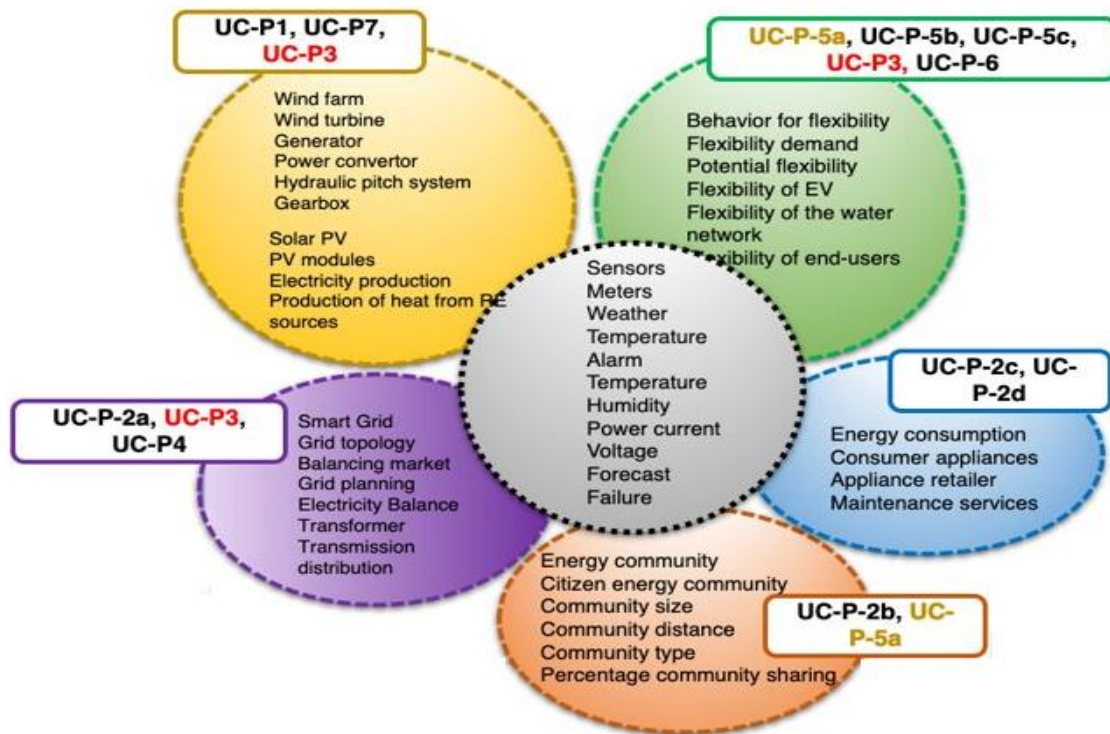 UC-P1, UC-P7,
UC-P3
Wind farm
Wind turbine
Generator
Power convertor
Hydraulic pitch system
Gearbox
Solar PV
PV modules
Electricity production
Production of heat from RE
sources
UC-P-5a, UC-P-5b, UC-P-5c,
UC-P3, UC-P-6
Behavior for flexibility
Flexibility demand
Potential flexibility
Flexibility of EV
Flexibility of the water
network
exibility of end-users
Sensors
Meters
Weather
Temperature
Alarm
Temperature
Humidity
Power current
Voltage
Forecast
Failure
UC-P-2a, UC-P3,
UC-P4
Smart Grid
Grid topology
Balancing market
Grid planning
Electricity Balance
Transformer
Transmission
distribution
UC-P-2c, UC-
P-2d
Energy consumption
Consumer appliances
Appliance retailer
Maintenance services
Energy community
Citizen energy community
Community size
Community distance
Community type
Percentage community sharing
UC-P-2b, UC-
P-5a